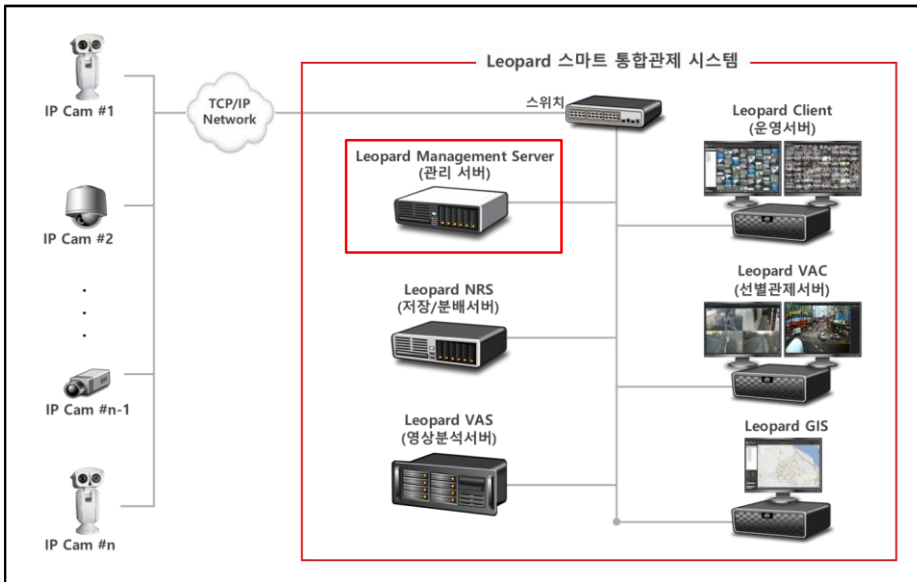 Leopard 스마트 통합관제 시스템
IP Cam #1
TCP/IP
Network
스위치
Leopard Client
(운영서버)
Leopard Management Server
(관리 서버)
IP Cam #2
Leopard VAC
(선별관제서버)
Leopard NRS
(저장/분배서버)
IP Cam #n-1
Leopard VAS
(영상분석서버)
Leopard GIS
IP Cam #n